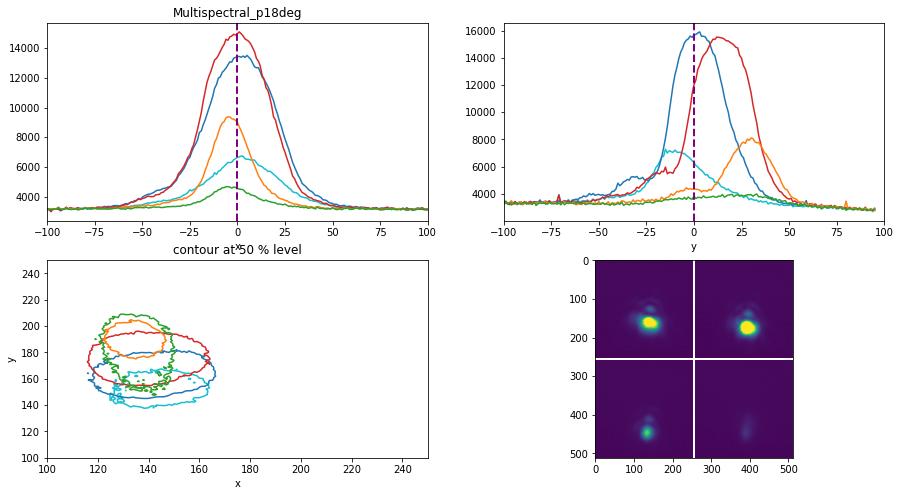 Multispectral_p18deg
14000
12000
10000
8000
6000
4000
−100 −75 −50 −25 0 25 50 75 100
x
16000
14000
12000
10000
8000
6000
4000
−100 −75 −50 −25 0 25 50 75 100
y
contour at 50 % level
240
220
200
180
160
140
120
100
y
100 120 140 160 180 200 220 240
x
0
100
200
300
400
500
0 100 200 300 400 500